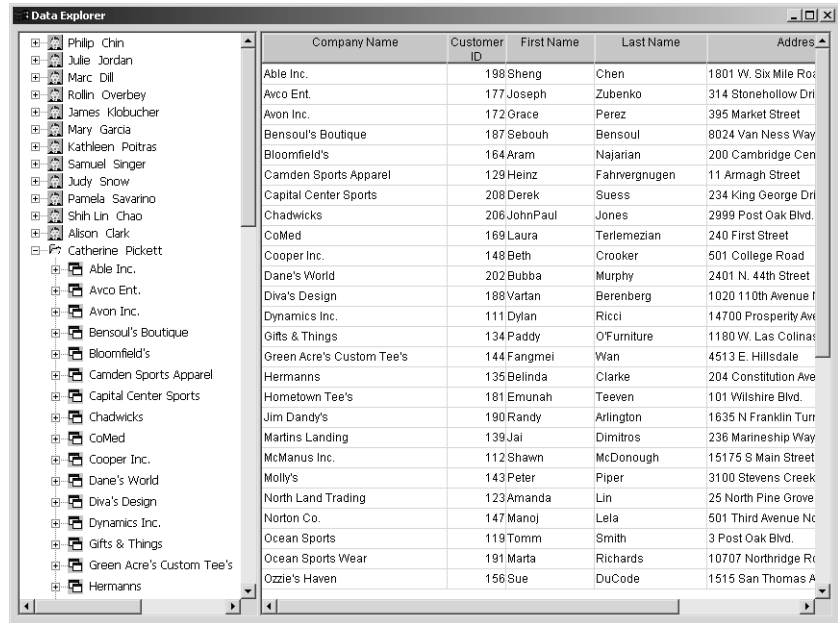 Data Explorer
Philip Chin
Julie Jordan
Marc Dill
Rollin Overbey
James Klobucher
Mary Garcia
Kathleen Poitras
Samuel Singer
Judy Snow
Pamela Savarino
Shih Lin Chao
Alison Clark
Catherine Pickett
Able Inc.
Avco Ent.
Avon Inc.
Bensoul's Boutique
Bloomfield's
Camden Sports Apparel
Capital Center Sports
Chadwicks
CoMed
Cooper Inc.
Dane's World
Diva's Design
Dynamics Inc.
Gifts & Things
Green Acre's Custom Tee's
Hermanns
Company Name Customer ID First Name Last Name Addres
Able Inc. 198 Sheng Chen 1801 W. Six Mile Roa
Avco Ent. 177 Joseph Zubenko 314 Stonehollow Dri
Avon Inc. 172 Grace Perez 395 Market Street
Bensoul's Boutique 187 Sebouh Bensoul 8024 Van Ness Way
Bloomfield's 164 Aram Najarian 200 Cambridge Cen
Camden Sports Apparel 129 Heinz Fahrvergnugen 11 Armagh Street
Capital Center Sports 208 Derek Suess 234 King George Dri
Chadwicks 206 JohnPaul Jones 2999 Post Oak Blvd.
CoMed 169 Laura Terlemezian 240 First Street
Cooper Inc. 148 Beth Crooker 501 College Road
Dane's World 202 Bubba Murphy 2401 N. 44th Street
Diva's Design 188 Vartan Berenberg 1020 110th Avenue
Dynamics Inc. 111 Dylan Ricci 14700 Prosperity Ave
Gifts & Things 134 Paddy O'Furniture 1180 W. Las Colinas
Green Acre's Custom Tee's 144 Fangmei Wan 4513 E. Hillsdale
Hermanns 135 Belinda Clarke 204 Constitution Ave
Hometown Tee's 181 Emunah Teeven 101 Wilshire Blvd.
Jim Dandy's 190 Randy Arlington 1635 N Franklin Turr
Martins Landing 139 Jai Dimitros 236 Marineship Way
McManus Inc. 112 Shawn McDonough 15175 S Main Street
Molly's 143 Peter Piper 3100 Stevens Creek
North Land Trading 123 Amanda Lin 25 North Pine Grove
Norton Co. 147 Manoj Lela 501 Third Avenue No
Ocean Sports 119 Tomm Smith 3 Post Oak Blvd.
Ocean Sports Wear 191 Marta Richards 10707 Northridge Ro
Ozzie's Haven 156 Sue DuCode 1515 San Thomas A